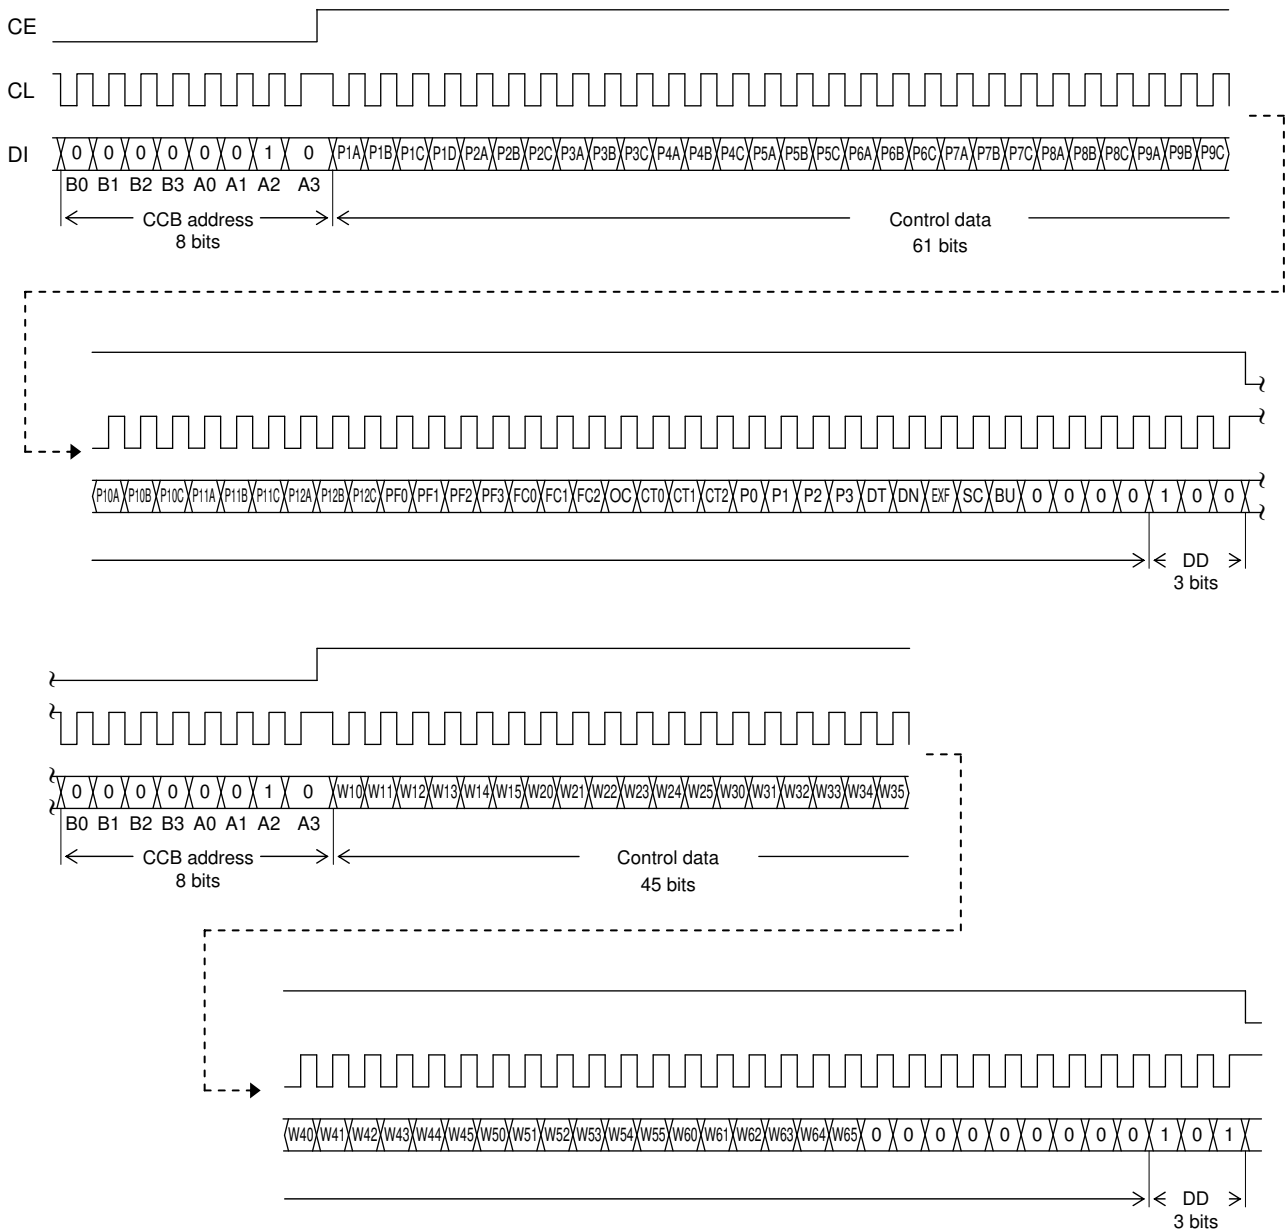 CE
CL
DI 0 0 0 0 0 0 1 0 P1A P1B P1C P1D P2A P2B P2C P3A P3B P3C P4A P4B P4C P5A P5B P5C P6A P6B P6C P7A P7B P7C P8A P8B P8C P9A P9B P9C
B0 B1 B2 B3 A0 A1 A2 A3
CCB address
8 bits
Control data
61 bits
P10A P10B P10C P11A P11B P11C P12A P12B P12C PF0 PF1 PF2 PF3 FC0 FC1 FC2 OC CT0 CT1 CT2 P0 P1 P2 P3 DT DN EXF SC BU 0 0 0 0 1 0 0
DD
3 bits
0 0 0 0 0 0 1 0 W10 W11 W12 W13 W14 W15 W20 W21 W22 W23 W24 W25 W30 W31 W32 W33 W34 W35
B0 B1 B2 B3 A0 A1 A2 A3
CCB address
8 bits
Control data
45 bits
W40 W41 W42 W43 W44 W45 W50 W51 W52 W53 W54 W55 W60 W61 W62 W63 W64 W65 0 0 0 0 0 0 0 0 0 1 0 1
DD
3 bits